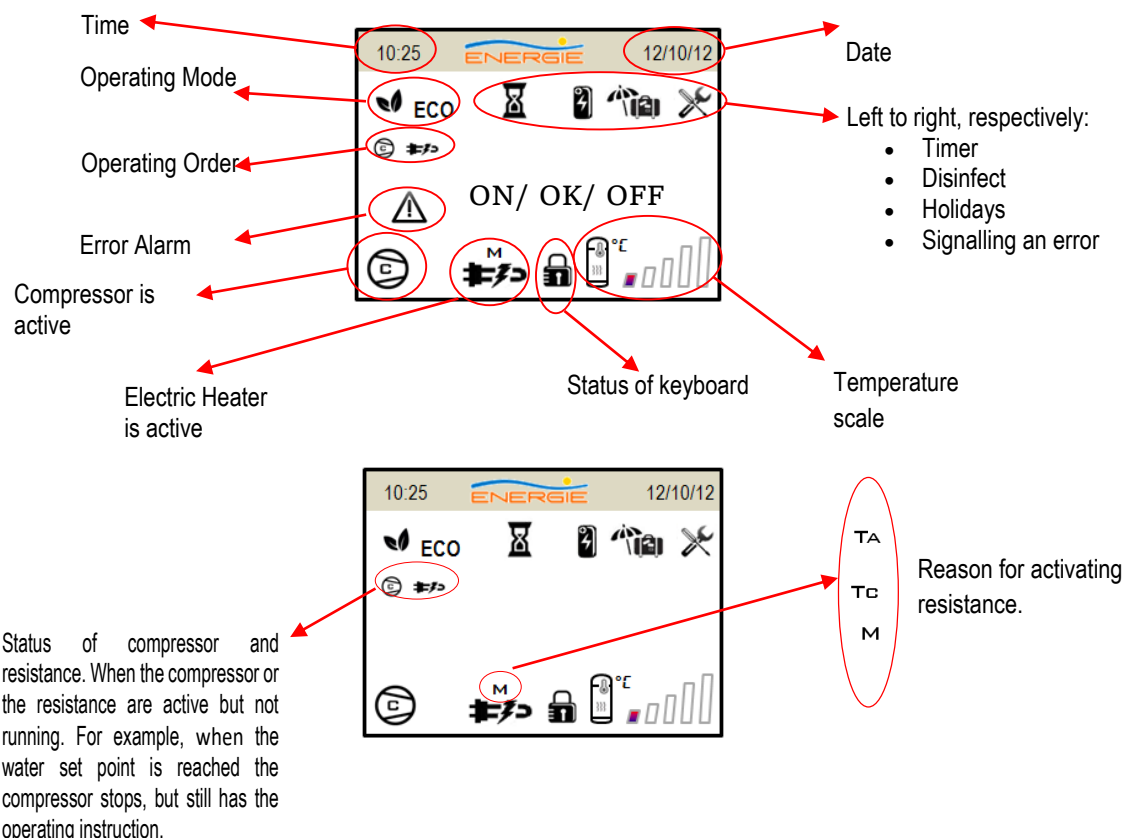 Time
10:25
ENERGIE
12/10/12
Date
Operating Mode
ECO
Left to right, respectively:
• Timer
• Disinfect
• Holidays
• Signalling an error
Operating Order
C
ON/ OK/ OFF
Error Alarm
°C
M
C
Compressor is
active
Electric Heater
is active
Status of keyboard
Temperature
scale
10:25
ENERGIE
12/10/12
ECO
C
TA
TC
M
Reason for activating
resistance.
Status of compressor and
resistance. When the compressor or
the resistance are active but not
running. For example, when the
water set point is reached the
compressor stops, but still has the
operating instruction.
M
°C
C